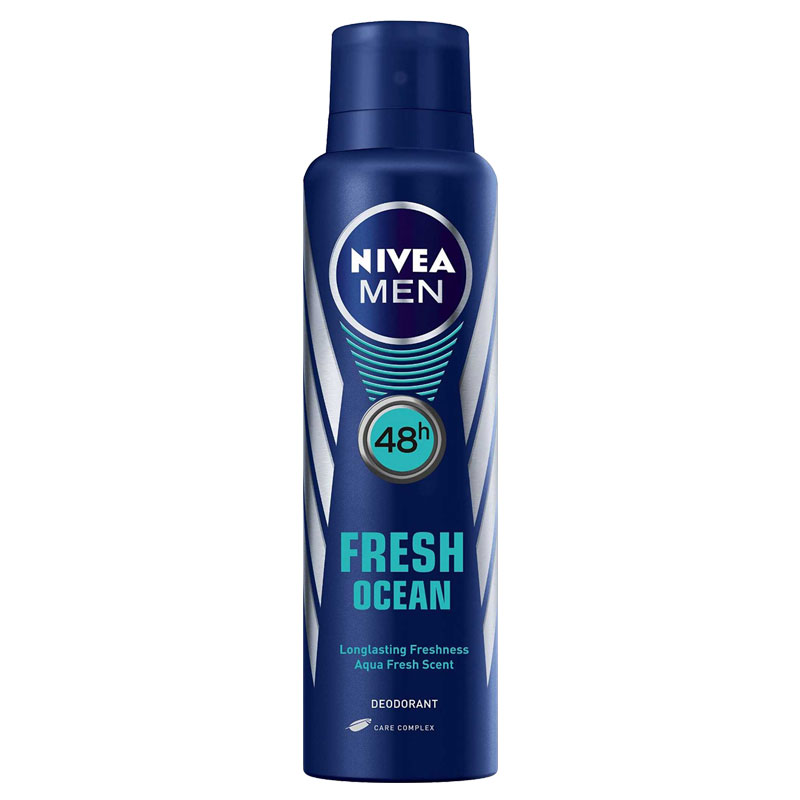 NIVEA
MEN
48h
FRESH
OCEAN
Longlasting Freshness
Aqua Fresh Scent
DEODORANT
CARE COMPLEX